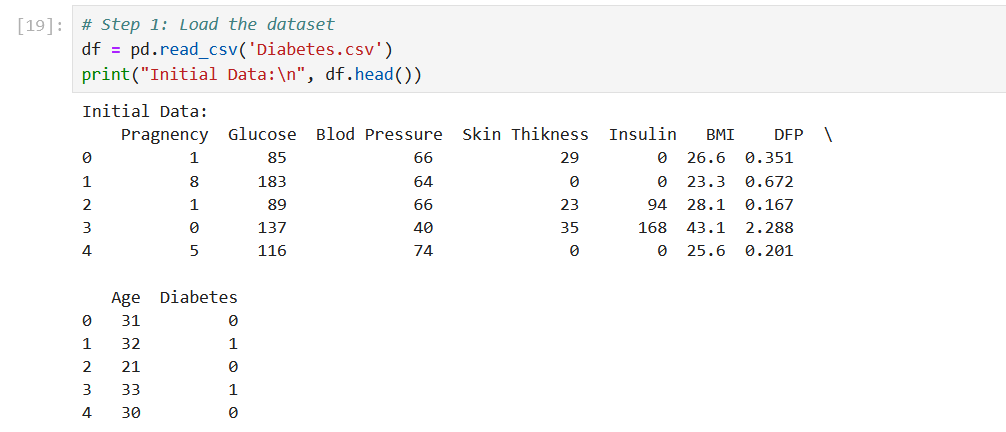 [19]: # Step 1: Load the dataset
df = pd.read_csv('Diabetes.csv')
print("Initial Data:\n", df.head())
Initial Data:
Pragnency Glucose Blod Pressure Skin Thikness Insulin BMI DFP \
0 1 85 66 29 0 26.6 0.351
1 8 183 64 0 0 23.3 0.672
2 1 89 66 23 94 28.1 0.167
3 0 137 40 35 168 43.1 2.288
4 5 116 74 0 0 25.6 0.201
Age Diabetes
0 31 0
1 32 1
2 21 0
3 33 1
4 30 0